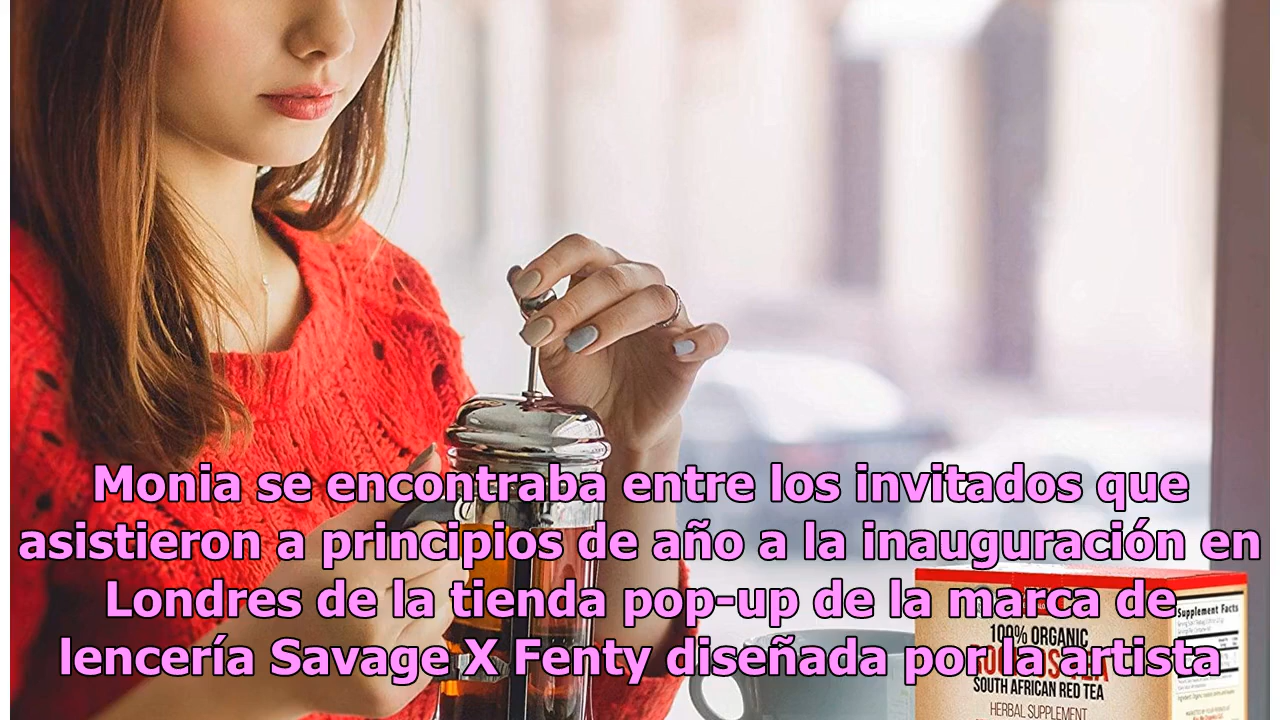 Monia se encontraba entre los invitados que
asistieron a principios de año a la inauguración en
Londres de la tienda pop-up de la marca de
lencería Savage X Fenty diseñada por la artista
Supplement Facts
100% ORGANIC
TEA
SOUTH AFRICAN RED TEA
HERBAL SUPPLEMENT